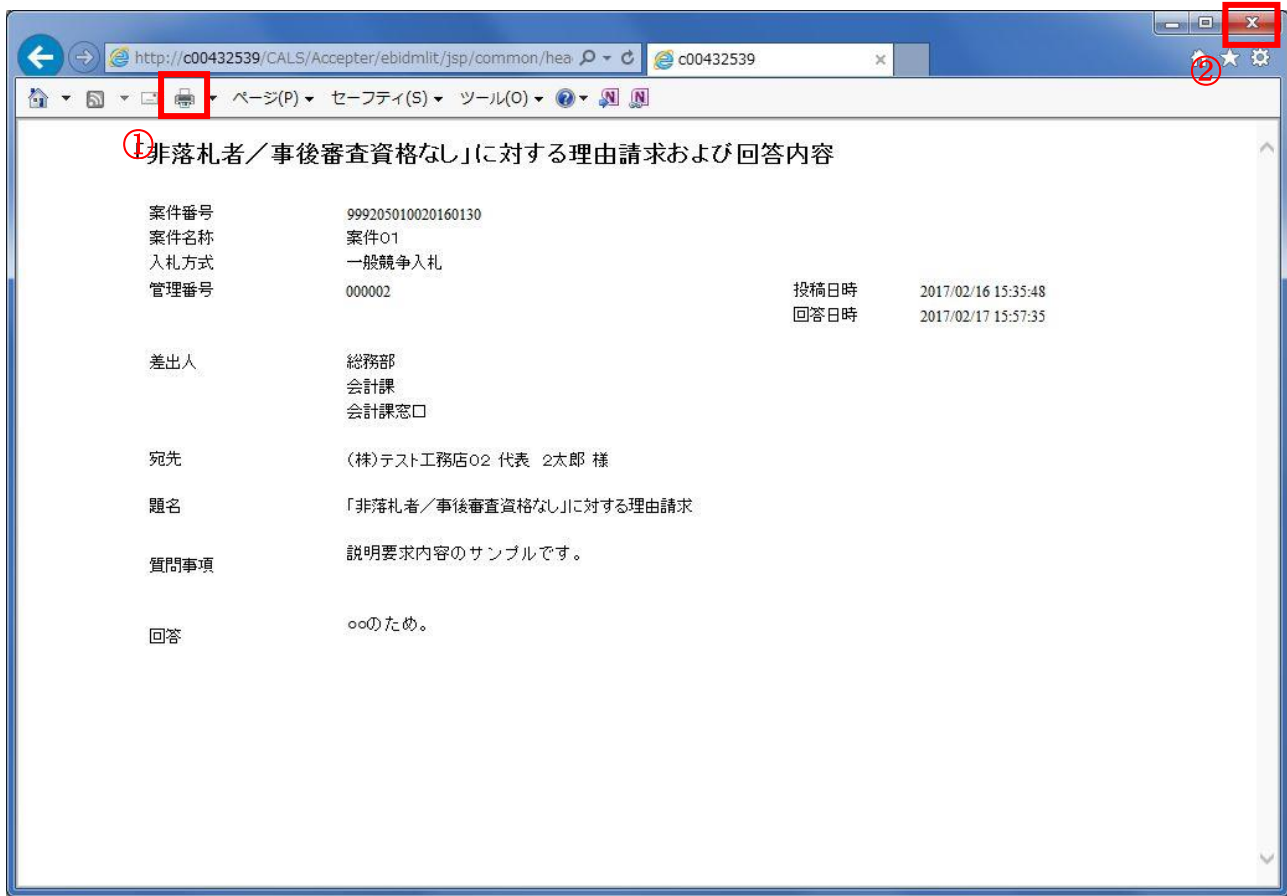 http://c00432539/CALS/Accepter/ebidmlit/jsp/common/hea
c00432539
②
ページ(P)
セーフティ(S)
ツール(O)
①
「非落札者／事後審査資格なし」に対する理由請求および回答内容
案件番号 999205010020160130
案件名称 案件01
入札方式 一般競争入札
管理番号 000002 投稿日時 2017/02/16 15:35:48
回答日時 2017/02/17 15:57:35
差出人 総務部
会計課
会計課窓口
宛先 (株)テスト工務店02 代表 2太郎 様
題名 「非落札者／事後審査資格なし」に対する理由請求
質問事項 説明要求内容のサンプルです。
回答 ○○のため。